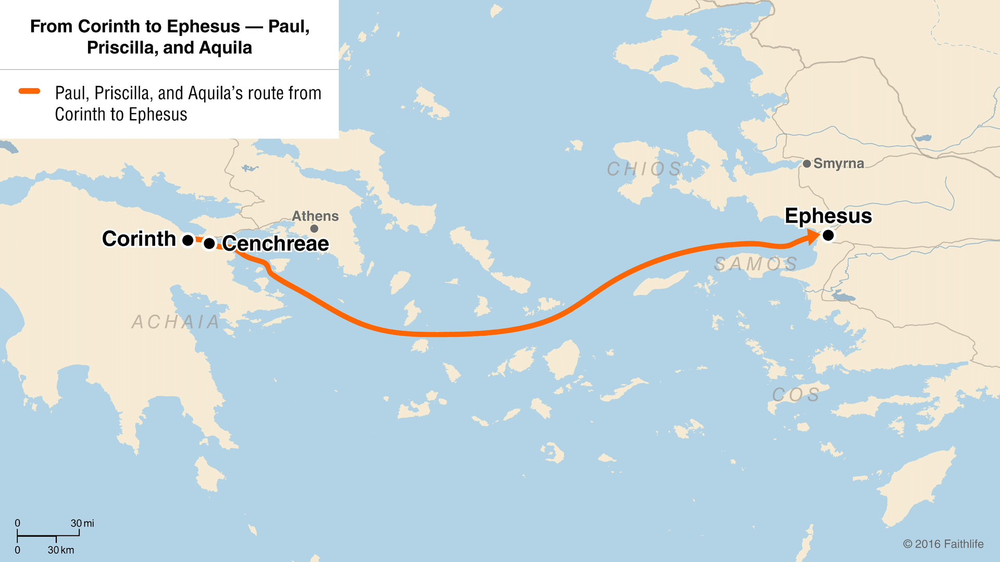 From Corinth to Ephesus — Paul,
Priscilla, and Aquila
Paul, Priscilla, and Aquila’s route from
Corinth to Ephesus
CHIOS
Smyrna
Athens
Ephesus
Corinth
Cenchreae
SAMOS
ACHAIA
COS
0 30 mi
0 30 km
© 2016 Faithlife